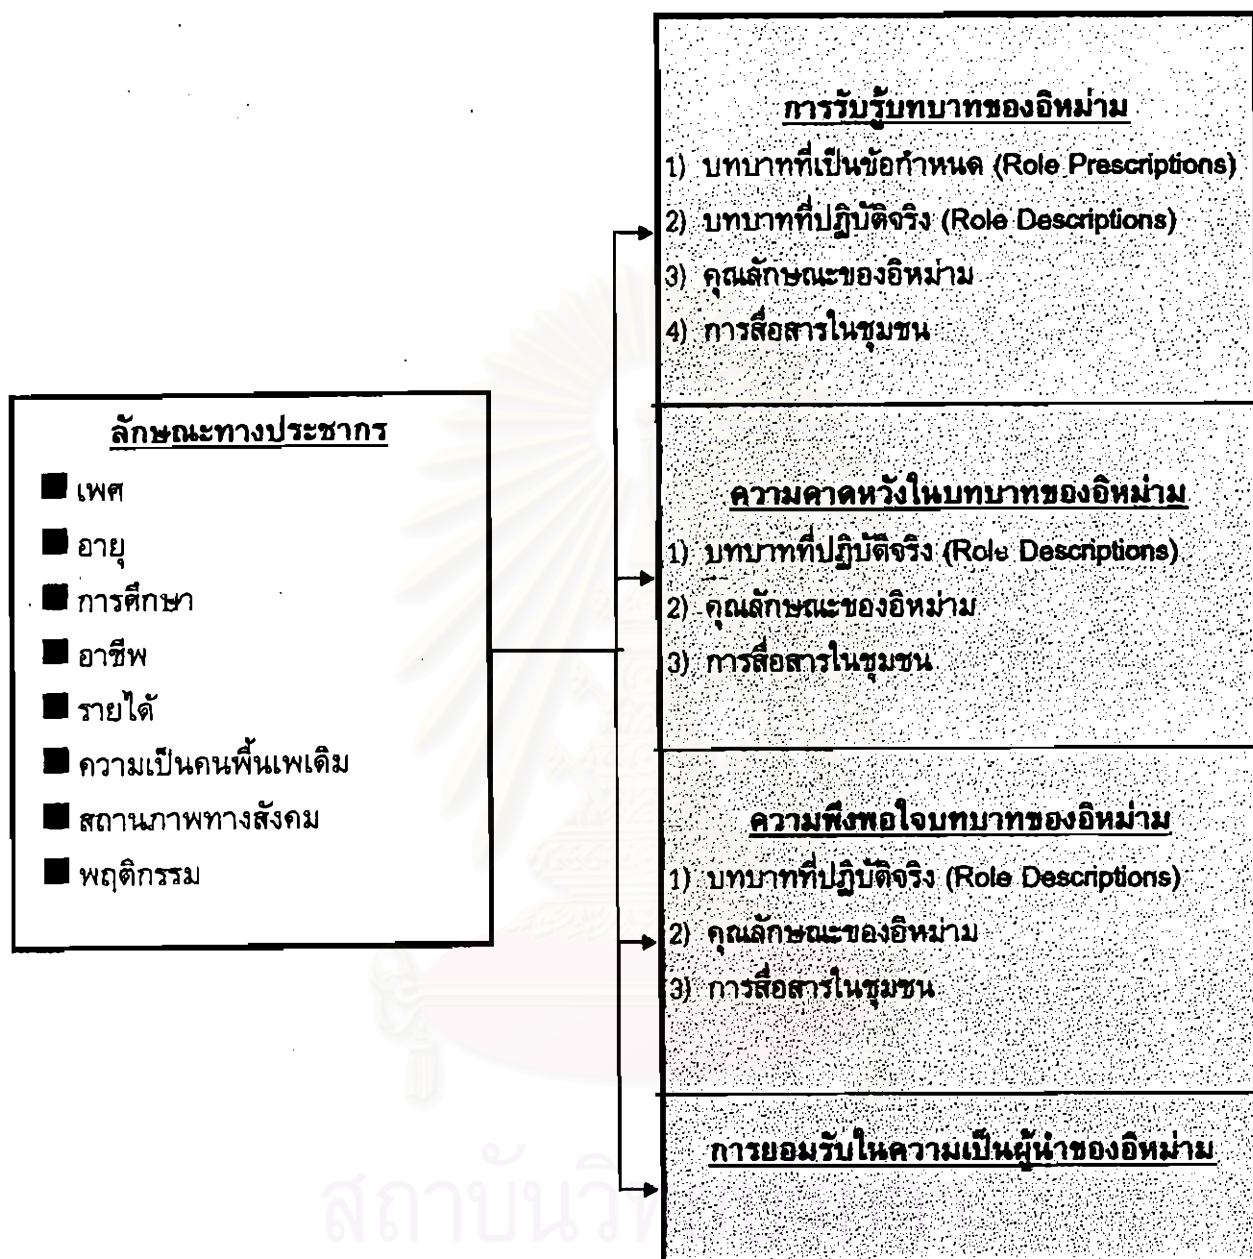 การรับรู้บทบาทของอิหม่าม
1) บทบาทที่เป็นข้อกำหนด (Role Prescriptions)
2) บทบาทที่ปฏิบัติจริง (Role Descriptions)
3) คุณลักษณะของอิหม่าม
4) การสื่อสารในชุมชน
ลักษณะทางประชากร
■ เพศ
■ อายุ
■ การศึกษา
■ อาชีพ
■ รายได้
■ ความเป็นคนพื้นเพเดิม
■ สถานภาพทางสังคม
■ พฤติกรรม
ความคาดหวังในบทบาทของอิหม่าม
1) บทบาทที่ปฏิบัติจริง (Role Descriptions)
2) คุณลักษณะของอิหม่าม
3) การสื่อสารในชุมชน
ความพึงพอใจบทบาทของอิหม่าม
1) บทบาทที่ปฏิบัติจริง (Role Descriptions)
2) คุณลักษณะของอิหม่าม
3) การสื่อสารในชุมชน
การยอมรับในความเป็นผู้นำของอิหม่าม